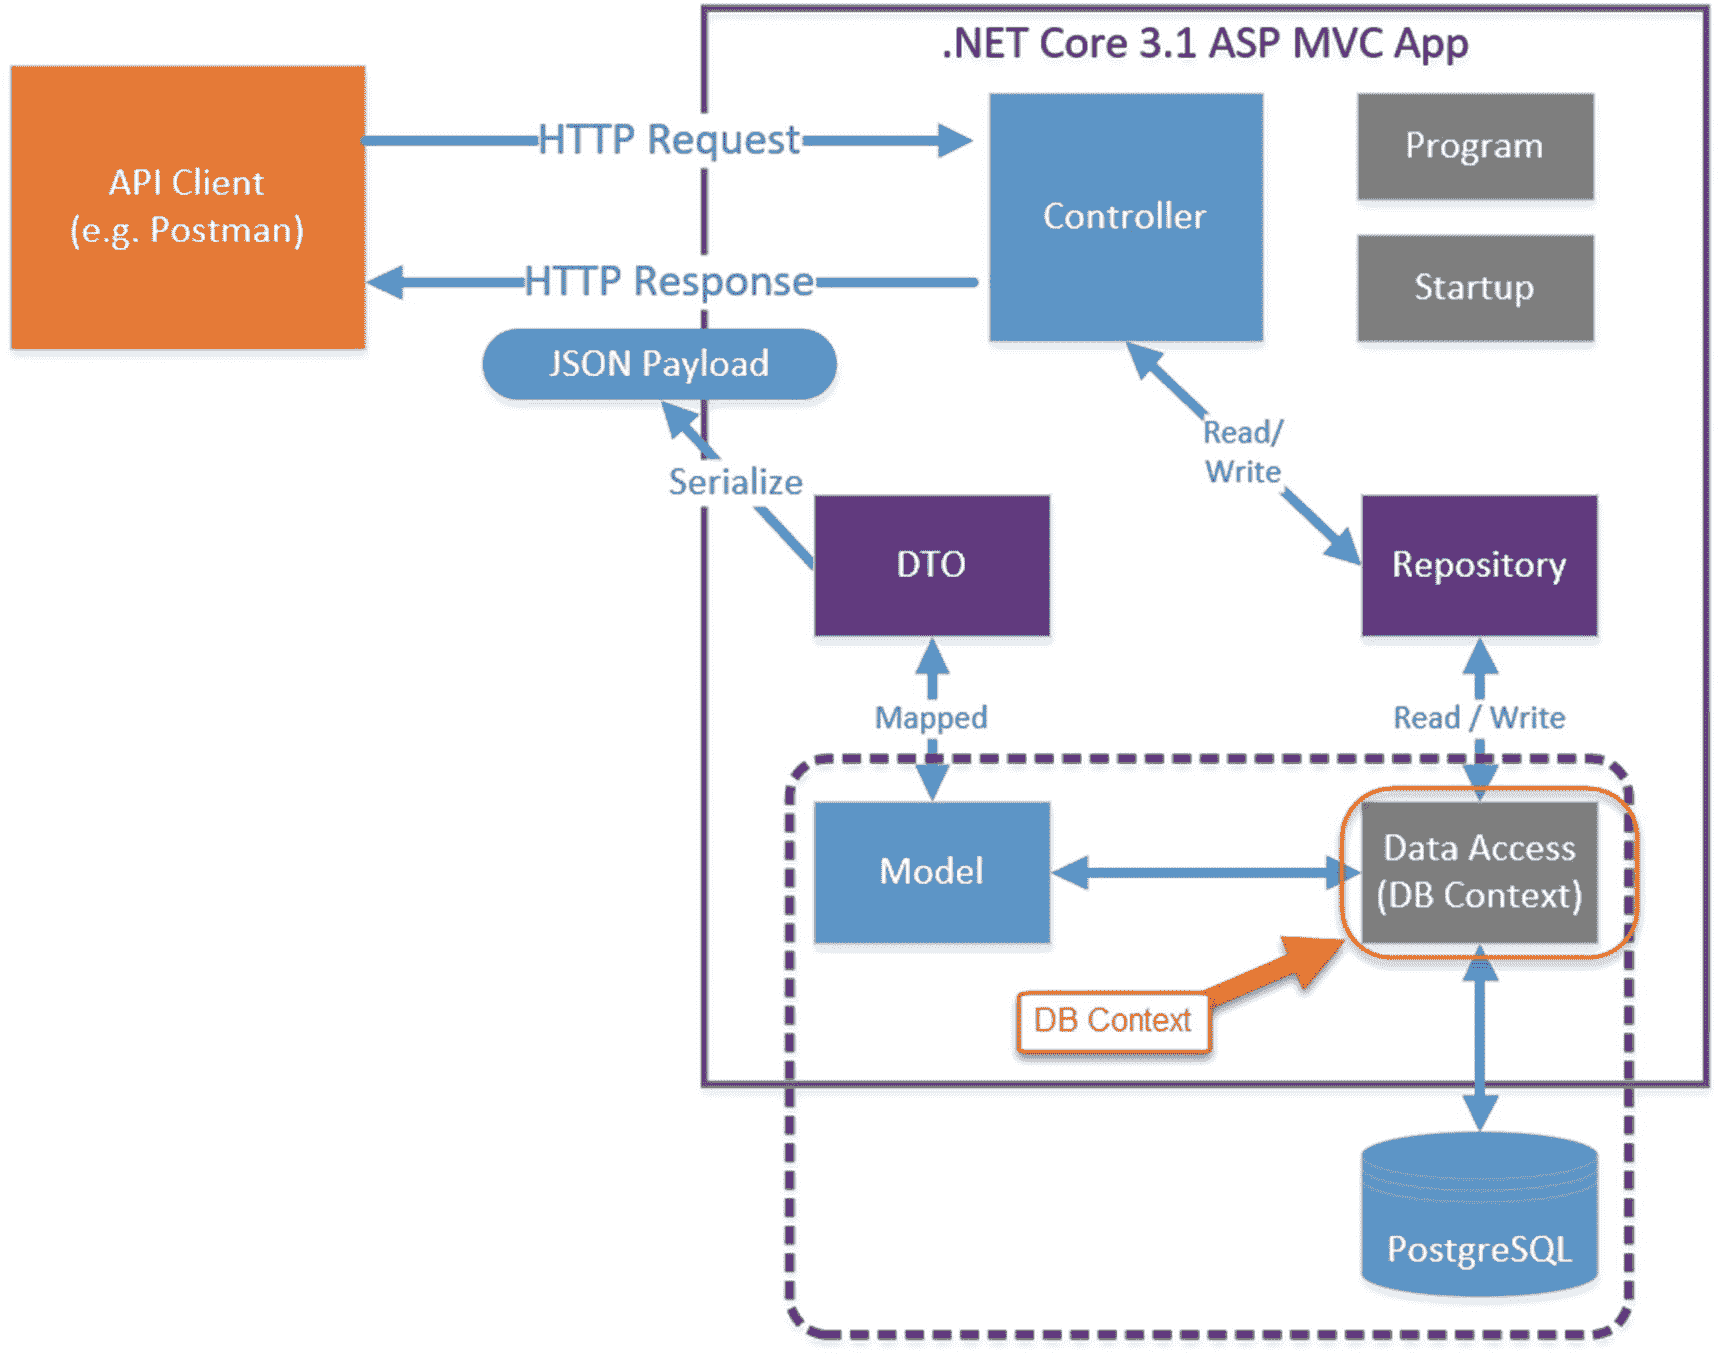 .NET Core 3.1 ASP MVC App
API Client
(e.g. Postman)
HTTP Request
Controller
Program
HTTP Response
Startup
JSON Payload
Read/
Write
Serialize
DTO
Repository
Mapped
Read / Write
Model
Data Access
(DB Context)
DB Context
PostgreSQL